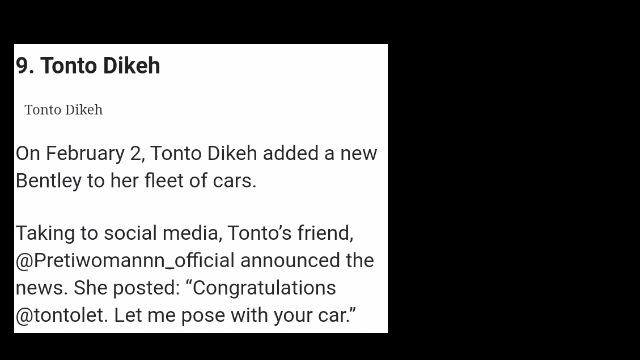 9. Tonto Dikeh
Tonto Dikeh
On February 2, Tonto Dikeh added a new
Bentley to her fleet of cars.
Taking to social media, Tonto’s friend,
@Pretiwomannn_official announced the
news. She posted: “Congratulations
@tontolet. Let me pose with your car.”